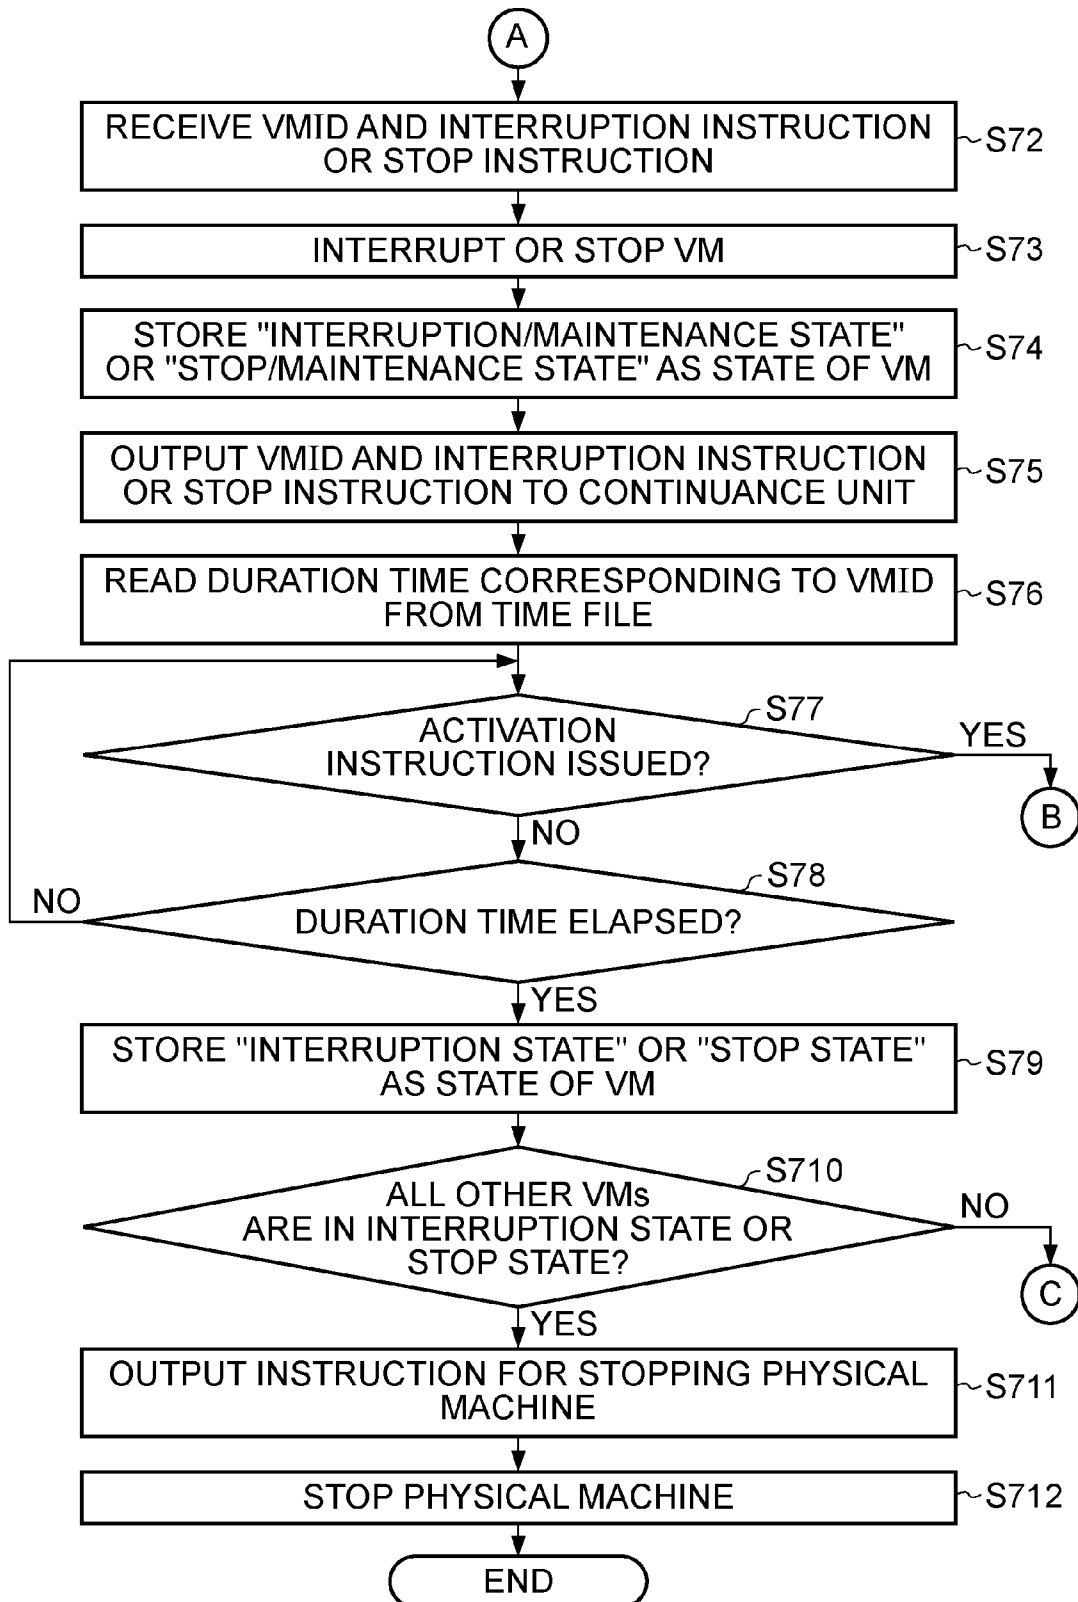 A
RECEIVE VMID AND INTERRUPTION INSTRUCTION
OR STOP INSTRUCTION
S72
INTERRUPT OR STOP VM
S73
STORE "INTERRUPTION/MAINTENANCE STATE"
OR "STOP/MAINTENANCE STATE" AS STATE OF VM
S74
OUTPUT VMID AND INTERRUPTION INSTRUCTION
OR STOP INSTRUCTION TO CONTINUANCE UNIT
S75
READ DURATION TIME CORRESPONDING TO VMID
FROM TIME FILE
S76
S77
ACTIVATION
INSTRUCTION ISSUED?
YES
B
NO
S78
DURATION TIME ELAPSED?
NO
YES
STORE "INTERRUPTION STATE" OR "STOP STATE"
AS STATE OF VM
S79
S710
ALL OTHER VMs
ARE IN INTERRUPTION STATE OR
STOP STATE?
NO
C
YES
OUTPUT INSTRUCTION FOR STOPPING PHYSICAL
MACHINE
S711
STOP PHYSICAL MACHINE
S712
END